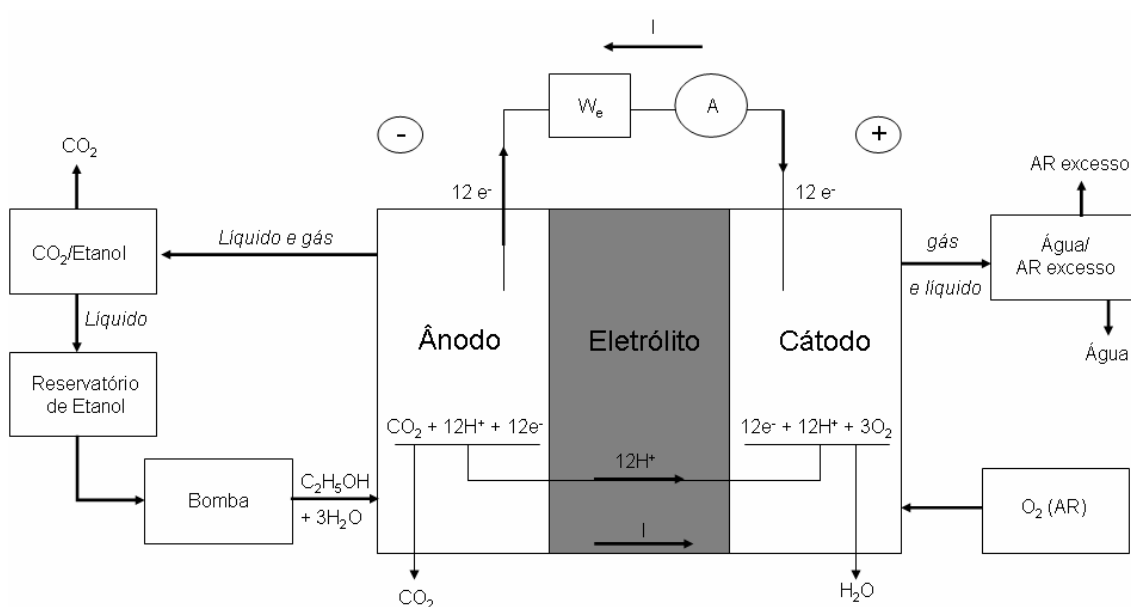 I
Wₑ
A
-
+
CO₂
12 e⁻
12 e⁻
AR excesso
CO₂/Etanol
Líquido e gás
gás
e líquido
Água/
AR excesso
Líquido
Ânodo
Eletrólito
Cátodo
Água
Reservatório
de Etanol
CO₂ + 12H⁺ + 12e⁻
12e⁻ + 12H⁺ + 3O₂
12H⁺
Bomba
C₂H₅OH
+ 3H₂O
O₂ (AR)
I
CO₂
H₂O